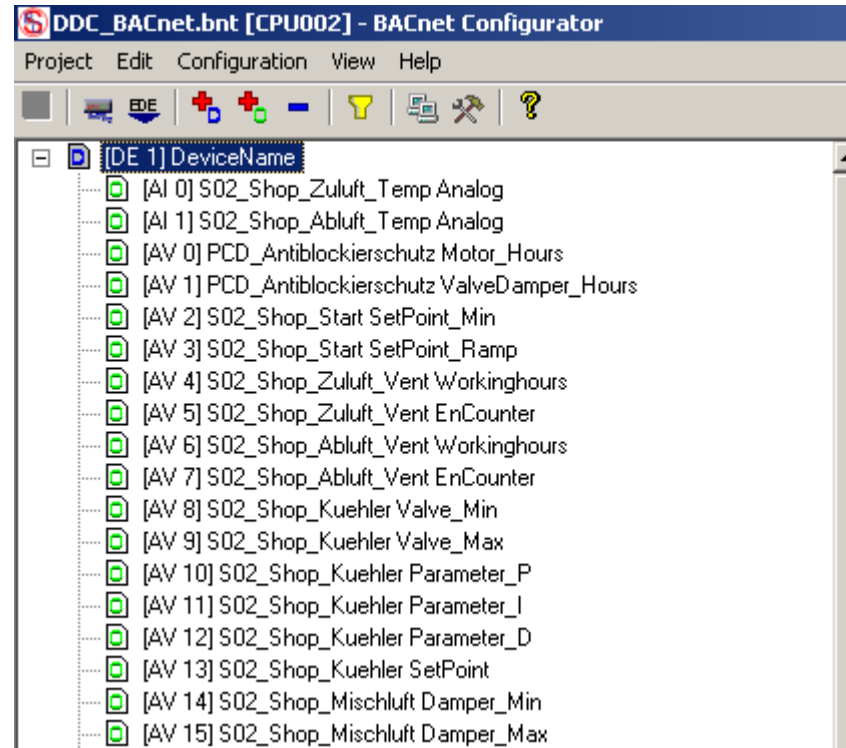 DDC_BACnet.bnt [CPU002] - BACnet Configurator
Project Edit Configuration View Help
EDE D O ?
D [DE 1] DeviceName
[AI 0] S02_Shop_Zuluft_Temp Analog
[AI 1] S02_Shop_Abluft_Temp Analog
[AV 0] PCD_Antiblockierschutz Motor_Hours
[AV 1] PCD_Antiblockierschutz ValveDamper_Hours
[AV 2] S02_Shop_Start SetPoint_Min
[AV 3] S02_Shop_Start SetPoint_Ramp
[AV 4] S02_Shop_Zuluft_Vent Workinghours
[AV 5] S02_Shop_Zuluft_Vent EnCounter
[AV 6] S02_Shop_Abluft_Vent Workinghours
[AV 7] S02_Shop_Abluft_Vent EnCounter
[AV 8] S02_Shop_Kuehler Valve_Min
[AV 9] S02_Shop_Kuehler Valve_Max
[AV 10] S02_Shop_Kuehler Parameter_P
[AV 11] S02_Shop_Kuehler Parameter_I
[AV 12] S02_Shop_Kuehler Parameter_D
[AV 13] S02_Shop_Kuehler SetPoint
[AV 14] S02_Shop_Mischluft Damper_Min
[AV 15] S02_Shop_Mischluft Damper_Max